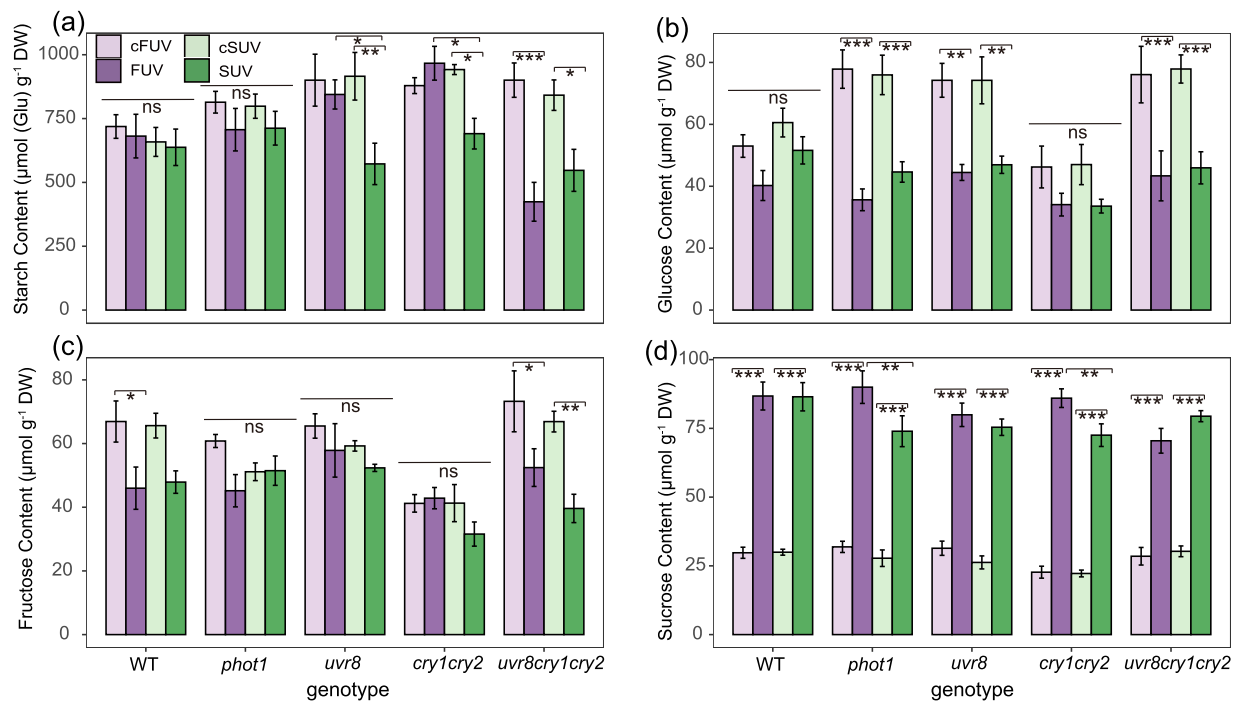 (a)
Starch Content (µmol (Glu) g⁻¹ DW)
1000
750
500
250
0
cFUV cSUV
FUV SUV
ns
ns
* **
* *
*** *
(b)
Glucose Content (µmol g⁻¹ DW)
80
60
40
20
0
ns
*** ***
** **
ns
*** ***
(c)
Fructose Content (µmol g⁻¹ DW)
80
60
40
20
0
*
ns
ns
ns
* **
WT phot1 uvr8 cry1cry2 uvr8cry1cry2
genotype
(d)
Sucrose Content (µmol g⁻¹ DW)
100
75
50
25
0
*** ***
*** ** ***
*** ***
*** ** ***
*** ***
WT phot1 uvr8 cry1cry2 uvr8cry1cry2
genotype